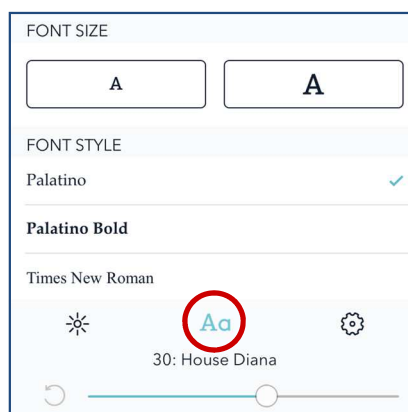 FONT SIZE
A A
FONT STYLE
Palatino
Palatino Bold
Times New Roman
Aa
30: House Diana